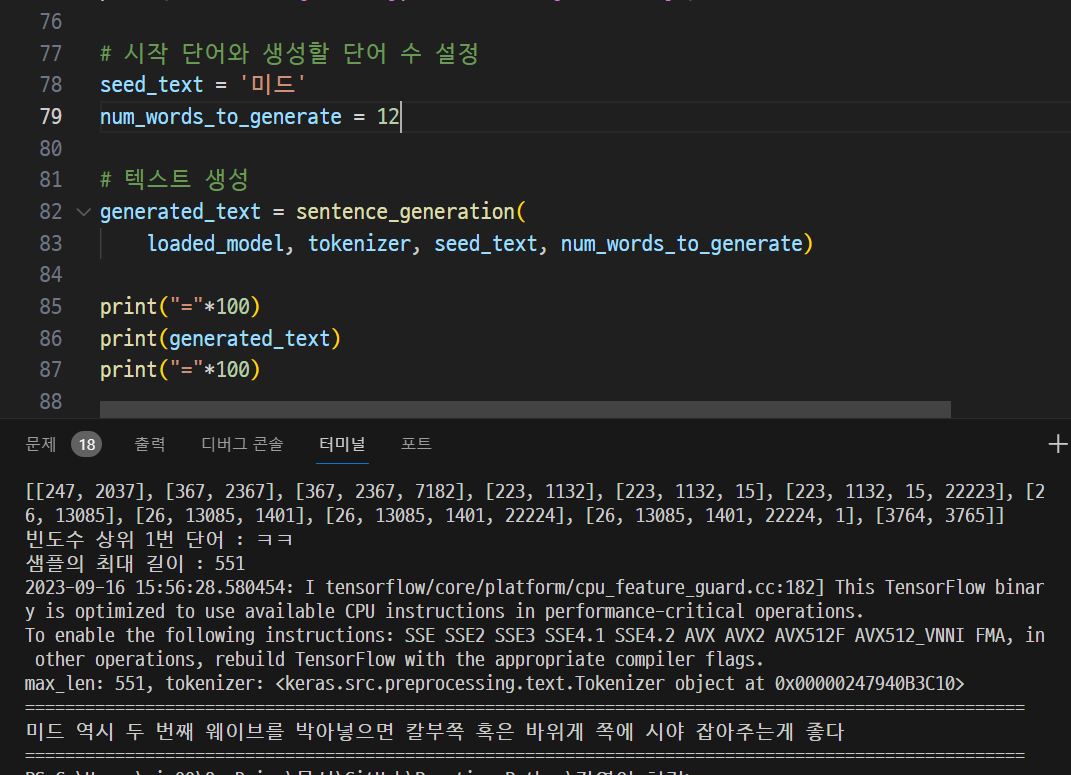 76
77 # 시작 단어와 생성할 단어 수 설정
78 seed_text = '미드'
79 num_words_to_generate = 12
80
81 # 텍스트 생성
82 generated_text = sentence_generation(
83 loaded_model, tokenizer, seed_text, num_words_to_generate)
84
85 print("="*100)
86 print(generated_text)
87 print("="*100)
88
문제 18 출력 디버그 콘솔 터미널 포트
[[247, 2037], [367, 2367], [367, 2367, 7182], [223, 1132], [223, 1132, 15], [223, 1132, 15, 22223], [2
6, 13085], [26, 13085, 1401], [26, 13085, 1401, 22224], [26, 13085, 1401, 22224, 1], [3764, 3765]]
빈도수 상위 1번 단어 : ㅋㅋ
샘플의 최대 길이 : 551
2023-09-16 15:56:28.580454: I tensorflow/core/platform/cpu_feature_guard.cc:182] This TensorFlow binar
y is optimized to use available CPU instructions in performance-critical operations.
To enable the following instructions: SSE SSE2 SSE3 SSE4.1 SSE4.2 AVX AVX2 AVX512F AVX512_VNNI FMA, in
other operations, rebuild TensorFlow with the appropriate compiler flags.
max_len: 551, tokenizer: <keras.src.preprocessing.text.Tokenizer object at 0x00000247940B3C10>
====================================================================================================
미드 역시 두 번째 웨이브를 박아넣으면 칼부쪽 혹은 바위게 쪽에 시야 잡아주는게 좋다
====================================================================================================